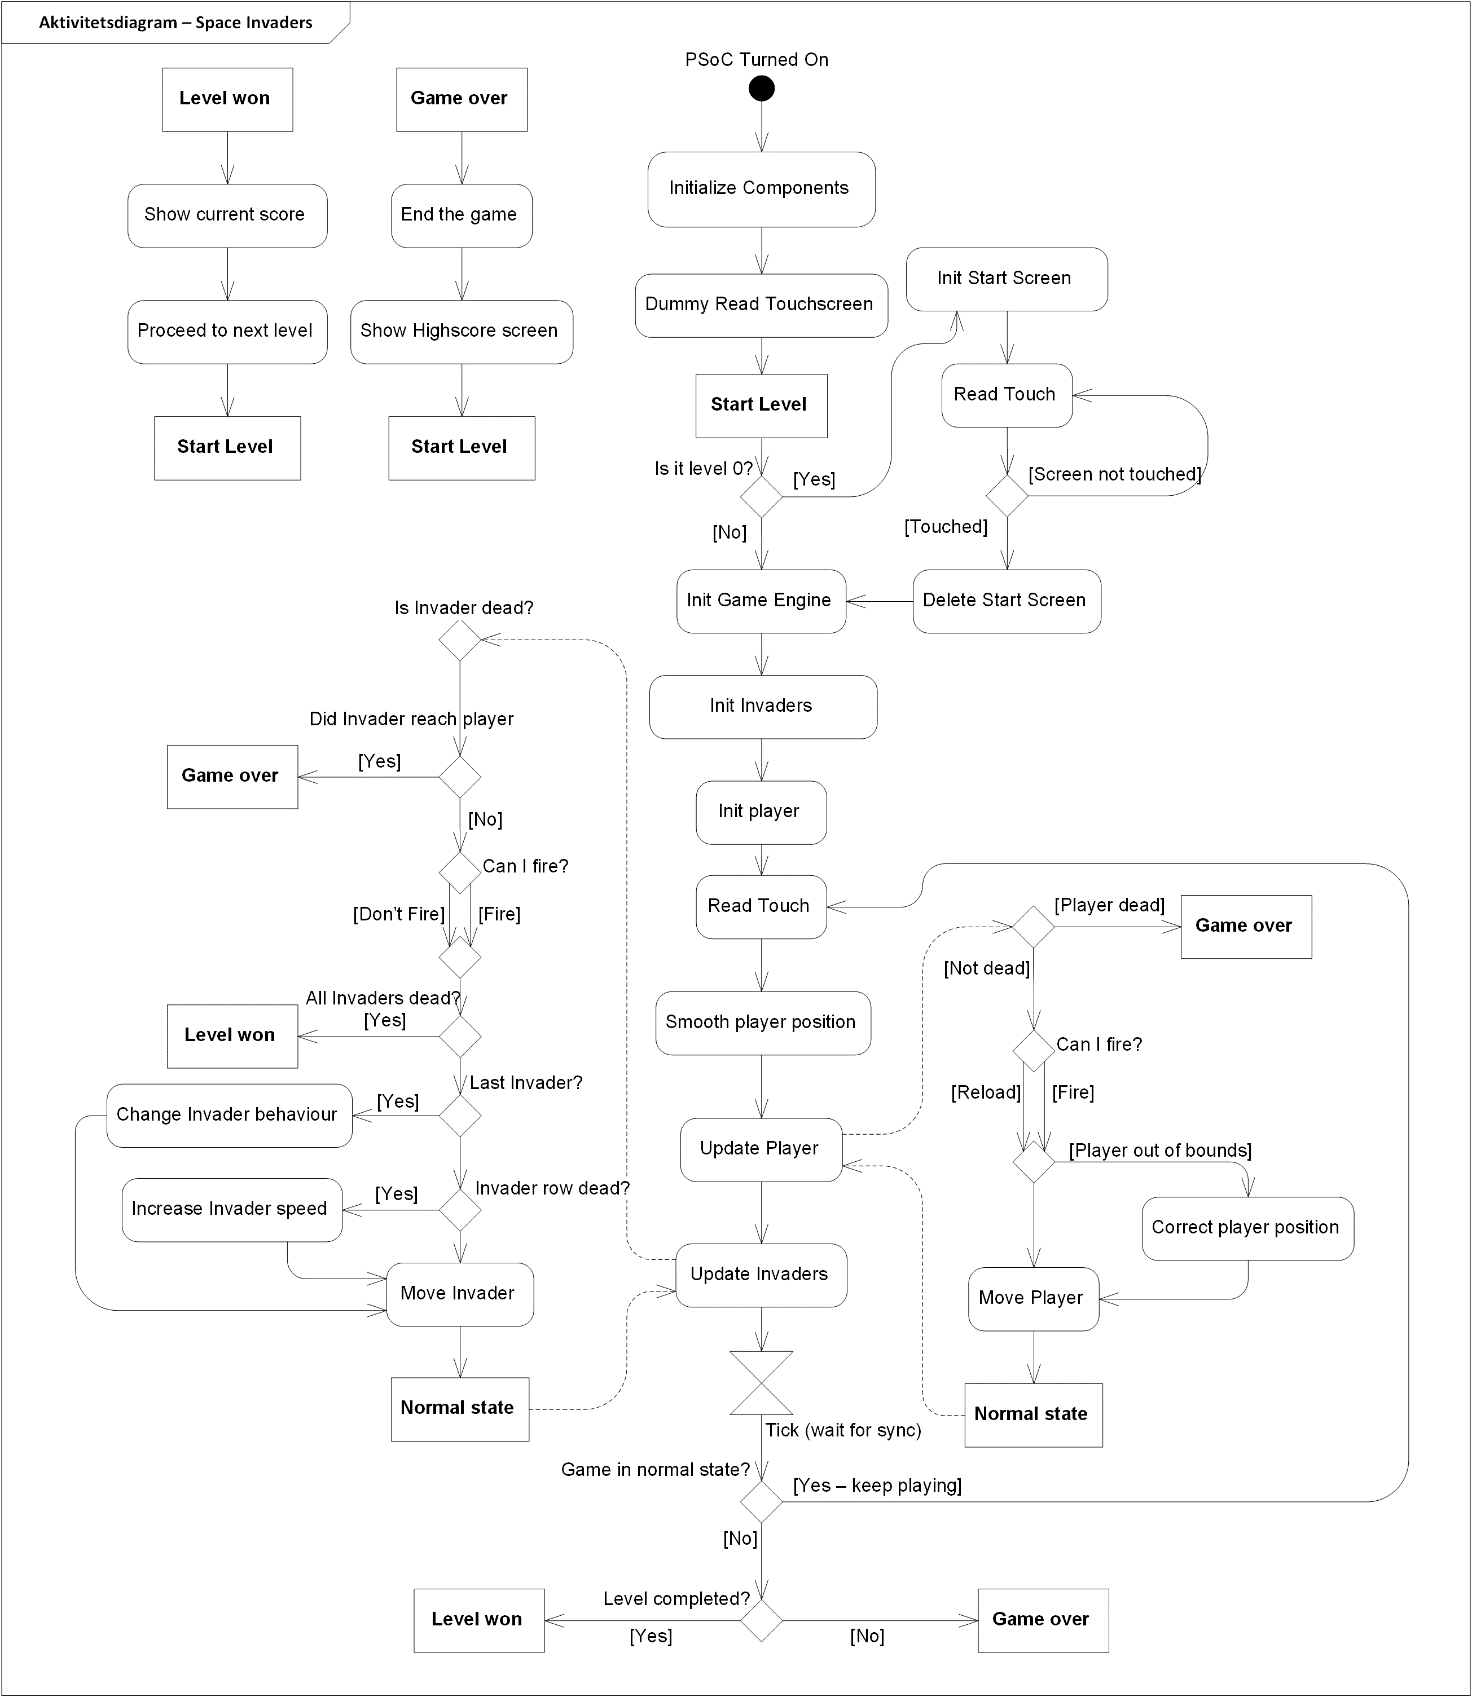 Aktivitetsdiagram – Space Invaders
PSoC Turned On
Level won
Game over
Initialize Components
Show current score
End the game
Init Start Screen
Dummy Read Touchscreen
Proceed to next level
Show Highscore screen
Read Touch
Start Level
Start Level
Start Level
Is it level 0?
[Yes]
[Screen not touched]
[No]
[Touched]
Init Game Engine
Delete Start Screen
Is Invader dead?
Init Invaders
Did Invader reach player
[Yes]
Game over
Init player
[No]
Can I fire?
[Don't Fire]
[Fire]
Read Touch
[Player dead]
Game over
[Not dead]
All Invaders dead?
[Yes]
Level won
Smooth player position
Can I fire?
[Reload]
[Fire]
Last Invader?
[Yes]
Change Invader behaviour
Update Player
[Player out of bounds]
Invader row dead?
[Yes]
Increase Invader speed
Correct player position
Update Invaders
Move Invader
Move Player
Normal state
Normal state
Tick (wait for sync)
Game in normal state?
[Yes – keep playing]
[No]
Level completed?
Level won
[Yes]
[No]
Game over